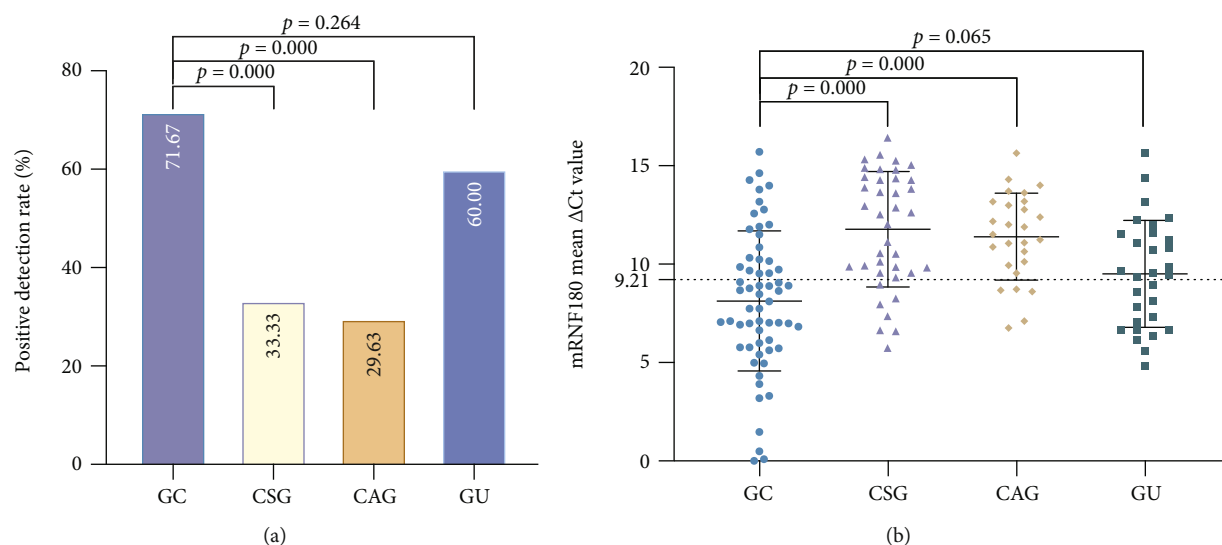 p = 0.264
p = 0.000
p = 0.000
Positive detection rate (%)
80
60
40
20
0
71.67
33.33
29.63
60.00
GC CSG CAG GU
(a)
p = 0.065
p = 0.000
p = 0.000
mRNF180 mean ΔCt value
20
15
10
9.21
5
0
GC CSG CAG GU
(b)